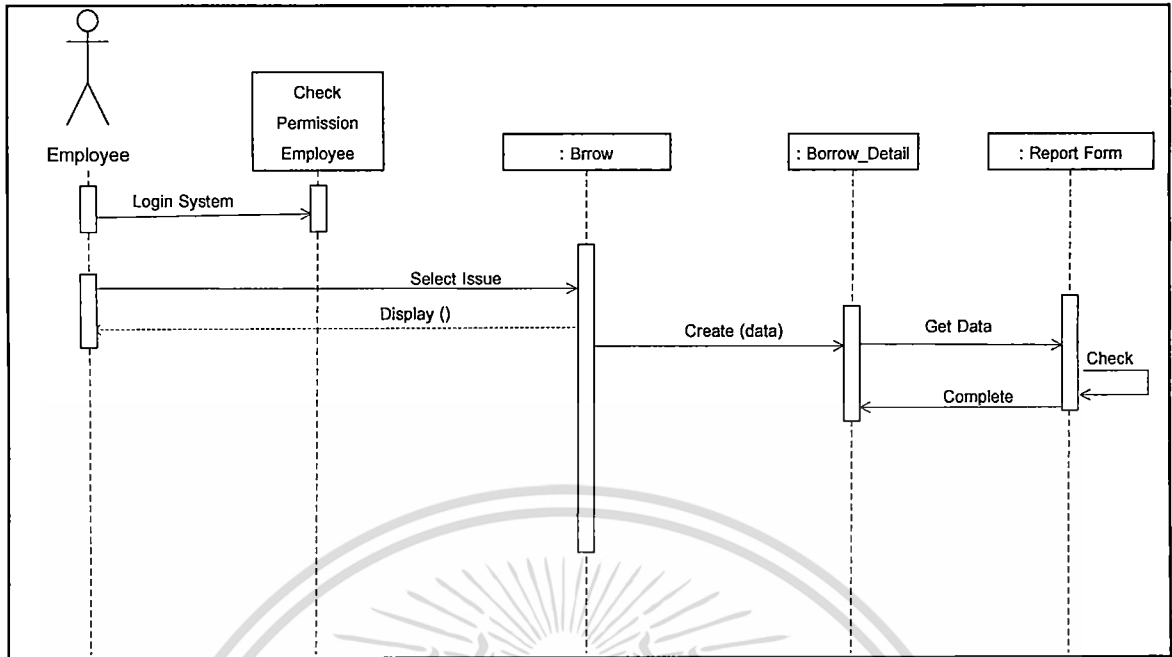 Check
Permission
Employee
Employee
: Brrow
: Borrow_Detail
: Report Form
Login System
Select Issue
Display ()
Create (data)
Get Data
Check
Complete